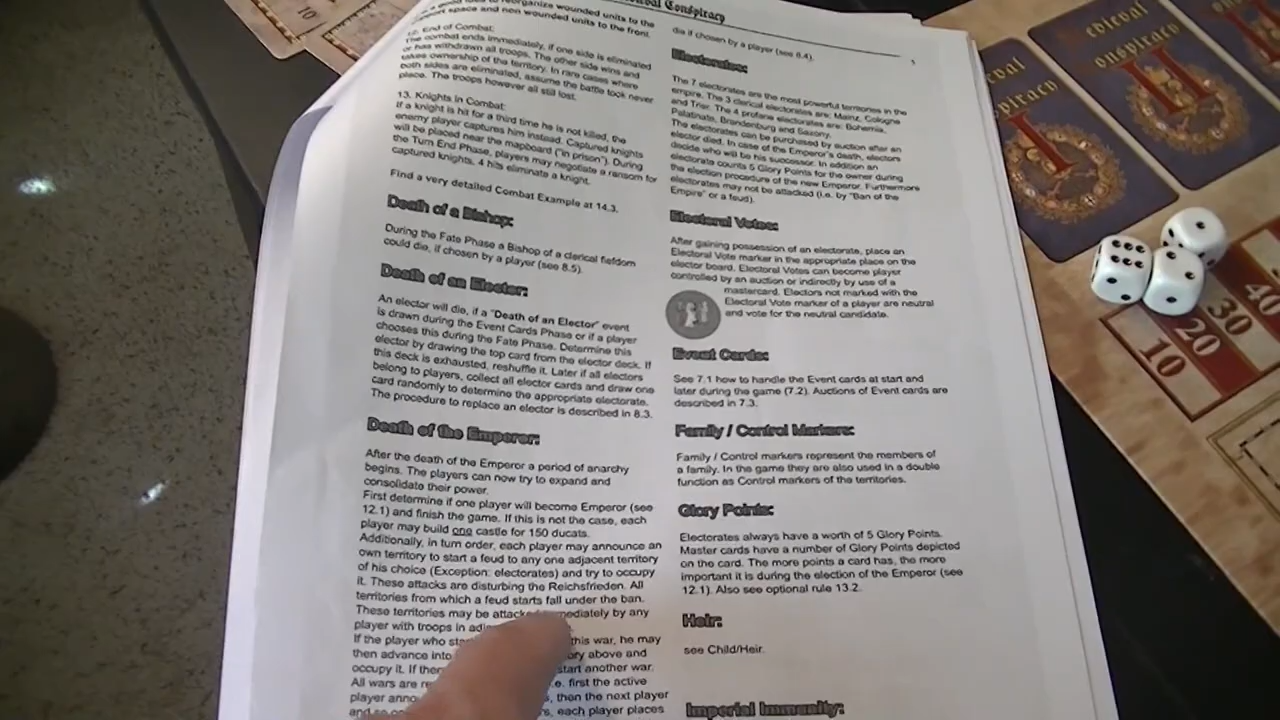 reorganize wounded units to the
space and non wounded units to the front.
12. End of Combat:
The combat ends immediately, if one side is eliminated
or has withdrawn all troops. The other side wins and
takes ownership of the territory. In rare cases where
both sides are eliminated, assume the battle took never
place. The troops however all still lost.
13. Knights in Combat:
If a knight is hit for a third time he is not killed, the
enemy player captures him instead. Captured knights
will be placed near the mapboard ("in prison"). During
the Turn End Phase, players may negotiate a ransom for
captured knights. 4 hits eliminate a knight.
Find a very detailed Combat Example at 14.3.
Death of a Bishop:
During the Fate Phase a Bishop of a clerical fiefdom
could die, if chosen by a player (see 8.5).
Death of an Elector:
An elector will die, if a "Death of an Elector" event
is drawn during the Event Cards Phase or if a player
chooses this during the Fate Phase. Determine this
elector by drawing the top card from the elector deck. If
this deck is exhausted, reshuffle it. Later if all electors
belong to players, collect all elector cards and draw one
card randomly to determine the appropriate electorate.
The procedure to replace an elector is described in 8.3.
Death of the Emperor:
After the death of the Emperor a period of anarchy
begins. The players can now try to expand and
consolidate their power.
First determine if one player will become Emperor (see
12.1) and finish the game. If this is not the case, each
player may build one castle for 150 ducats.
Additionally, in turn order, each player may announce an
own territory to start a feud to any one adjacent territory
of his choice (Exception: electorates) and try to occupy
it. These attacks are disturbing the Reichsfrieden. All
territories from which a feud starts fall under the ban.
These territories may be attacked immediately by any
player with troops in
If the player who this war, he may
then advance into above and
occupy it. If start another war.
All wars are first the active
player then the next player
each player places
Conspiracy
5
die if chosen by a player (see 8.4).
Electorates:
The 7 electorates are the most powerful territories in the
empire. The 3 clerical electorates are: Mainz, Cologne
and Trier. The 4 profane electorates are: Bohemia,
Palatinate, Brandenburg and Saxony.
The electorates can be purchased by auction after an
elector died. In case of the Emperor's death, electors
decide who will be his successor. In addition an
electorate counts 5 Glory Points for the owner during
the election procedure of the new Emperor. Furthermore
electorates may not be attacked (i.e. by "Ban of the
Empire" or a feud).
Electoral Votes:
After gaining possession of an electorate, place an
Electoral Vote marker in the appropriate place on the
elector board. Electoral Votes can become player
controlled by an auction or indirectly by use of a
mastercard. Electors not marked with the
Electoral Vote marker of a player are neutral
and vote for the neutral candidate.
Event Cards:
See 7.1 how to handle the Event cards at start and
later during the game (7.2). Auctions of Event cards are
described in 7.3.
Family / Control Markers:
Family / Control markers represent the members of
a family. In the game they are also used in a double
function as Control markers of the territories.
Glory Points:
Electorates always have a worth of 5 Glory Points.
Master cards have a number of Glory Points depicted
on the card. The more points a card has, the more
important it is during the election of the Emperor (see
12.1). Also see optional rule 13.2.
Heir:
see Child/Heir.
Imperial Immunity:
10
I
medieval
conspiracy
II
10
20
30
40